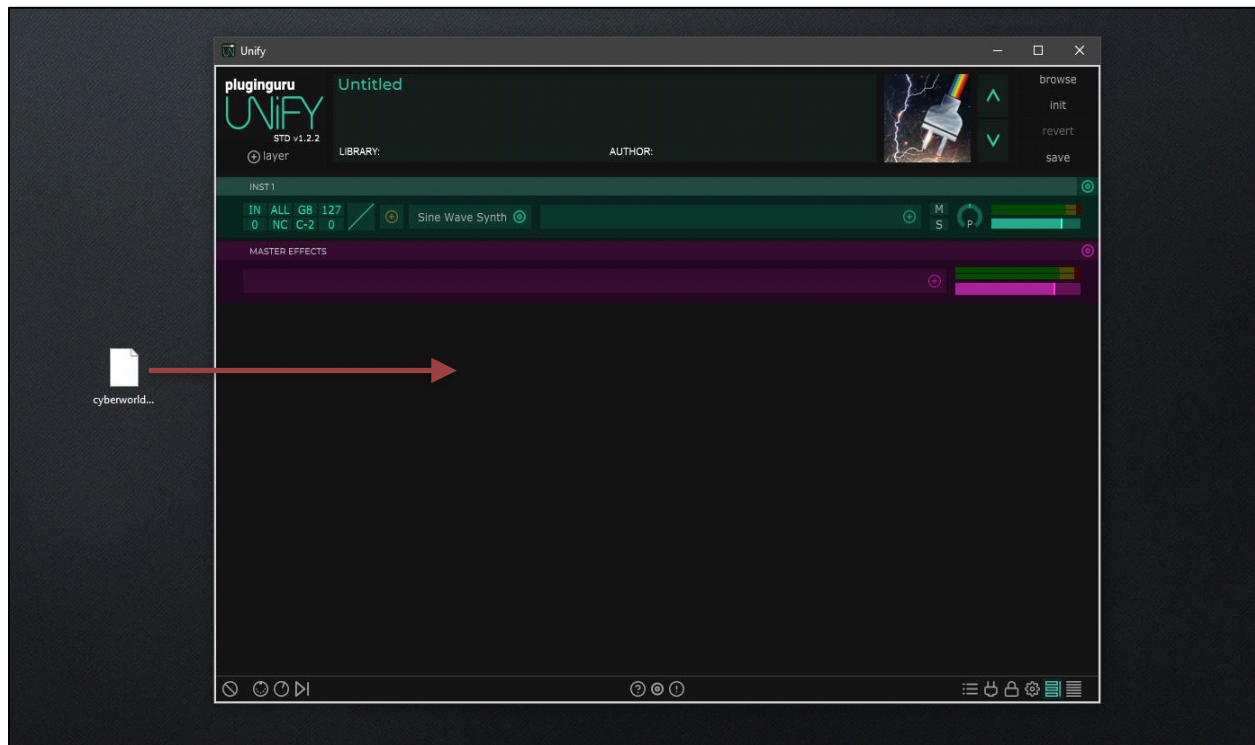 Unify
pluginguru
UNiFY
STD v1.2.2
+ layer
Untitled
LIBRARY: AUTHOR:
browse
init
revert
save
INST 1
IN ALL G8 127
0 NC C-2 0
Sine Wave Synth
M
S
P
MASTER EFFECTS
cyberworld...